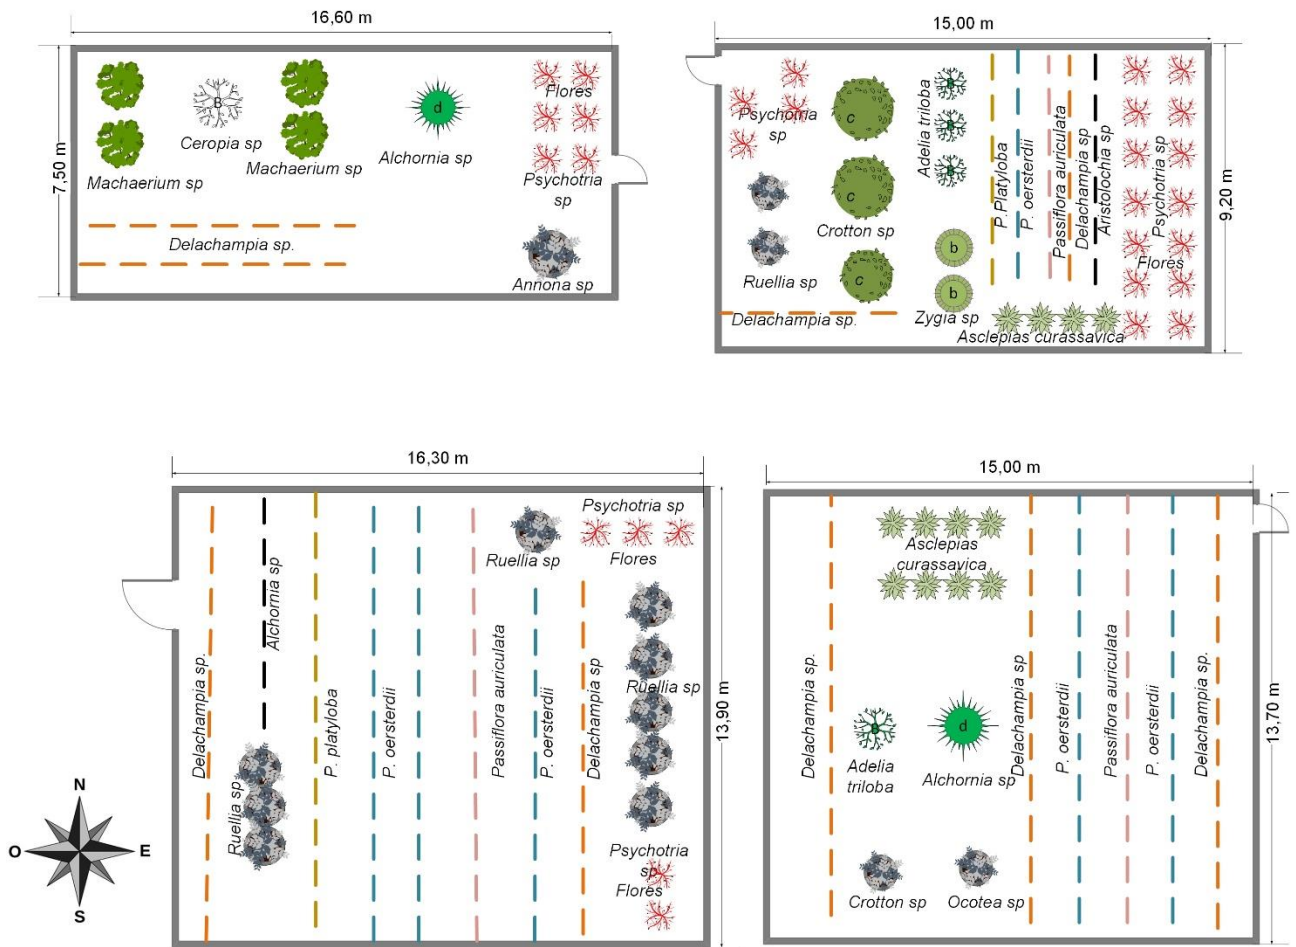 16,60 m
7,50 m
B
Ceropia sp
Machaerium sp
Machaerium sp
d
Alchornia sp
Flores
Psychotria
sp
Delachampia sp.
Annona sp
15,00 m
9,20 m
Psychotria
sp
c
c
c
Crotton sp
Ruellia sp
Delachampia sp.
Adelia triloba
B
B
B
b
b
Zygia sp
P.Platyloba
P. oersterdii
Passiflora auriculata
Delachampia sp
Aristolochia sp
Asclepias curassavica
Psychotria sp
Flores
16,30 m
13,90 m
Delachampia sp.
Alchornia sp
Ruellia sp
P. platyloba
P. oersterdii
Passiflora auriculata
P. oersterdii
Delachampia sp
Ruellia sp
Psychotria sp
Flores
Ruellia sp
Psychotria
sp
Flores
15,00 m
13,70 m
Delachampia sp.
Asclepias
curassavica
B
Adelia
triloba
d
Alchornia sp
Crotton sp
Ocotea sp
Delachampia sp
P. oersterdii
Passiflora auriculata
P. oersterdii
Delachampia sp.
N
O
E
S